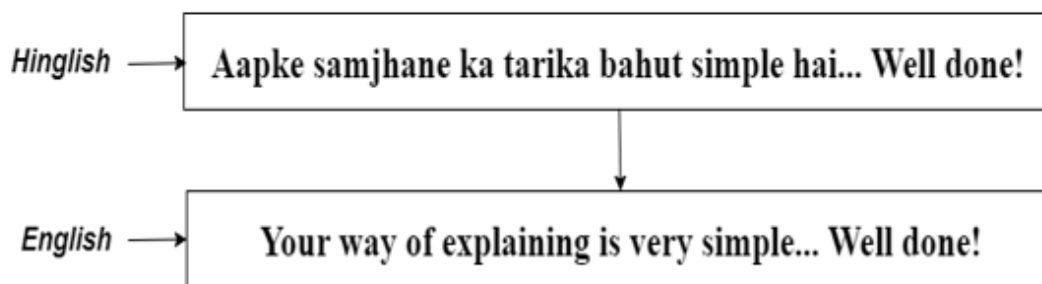 Hinglish
Aapke samjhane ka tarika bahut simple hai... Well done!
English
Your way of explaining is very simple... Well done!